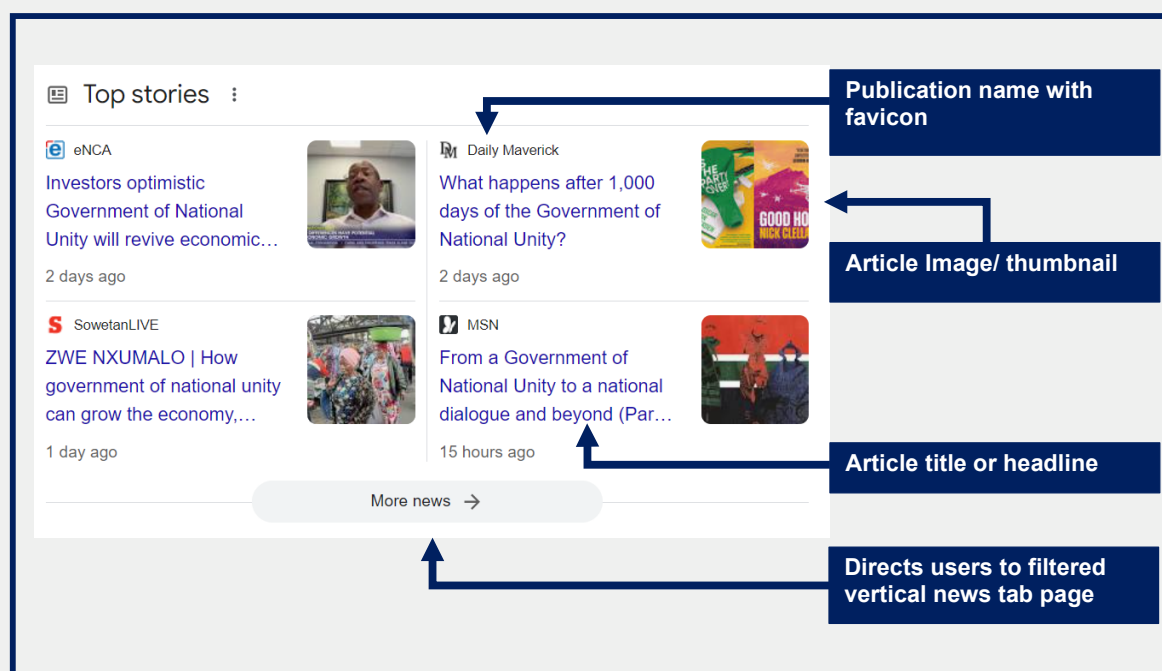 Top stories
Publication name with
favicon
eNCA
Investors optimistic
Government of National
Unity will revive economic...
2 days ago
Daily Maverick
What happens after 1,000
days of the Government of
National Unity?
2 days ago
THE
PARTY
OVER
GOOD HO
NICK CLELLA
Article Image/ thumbnail
SowetanLIVE
ZWE NXUMALO | How
government of national unity
can grow the economy,...
1 day ago
MSN
From a Government of
National Unity to a national
dialogue and beyond (Par...
15 hours ago
Article title or headline
More news →
Directs users to filtered
vertical news tab page